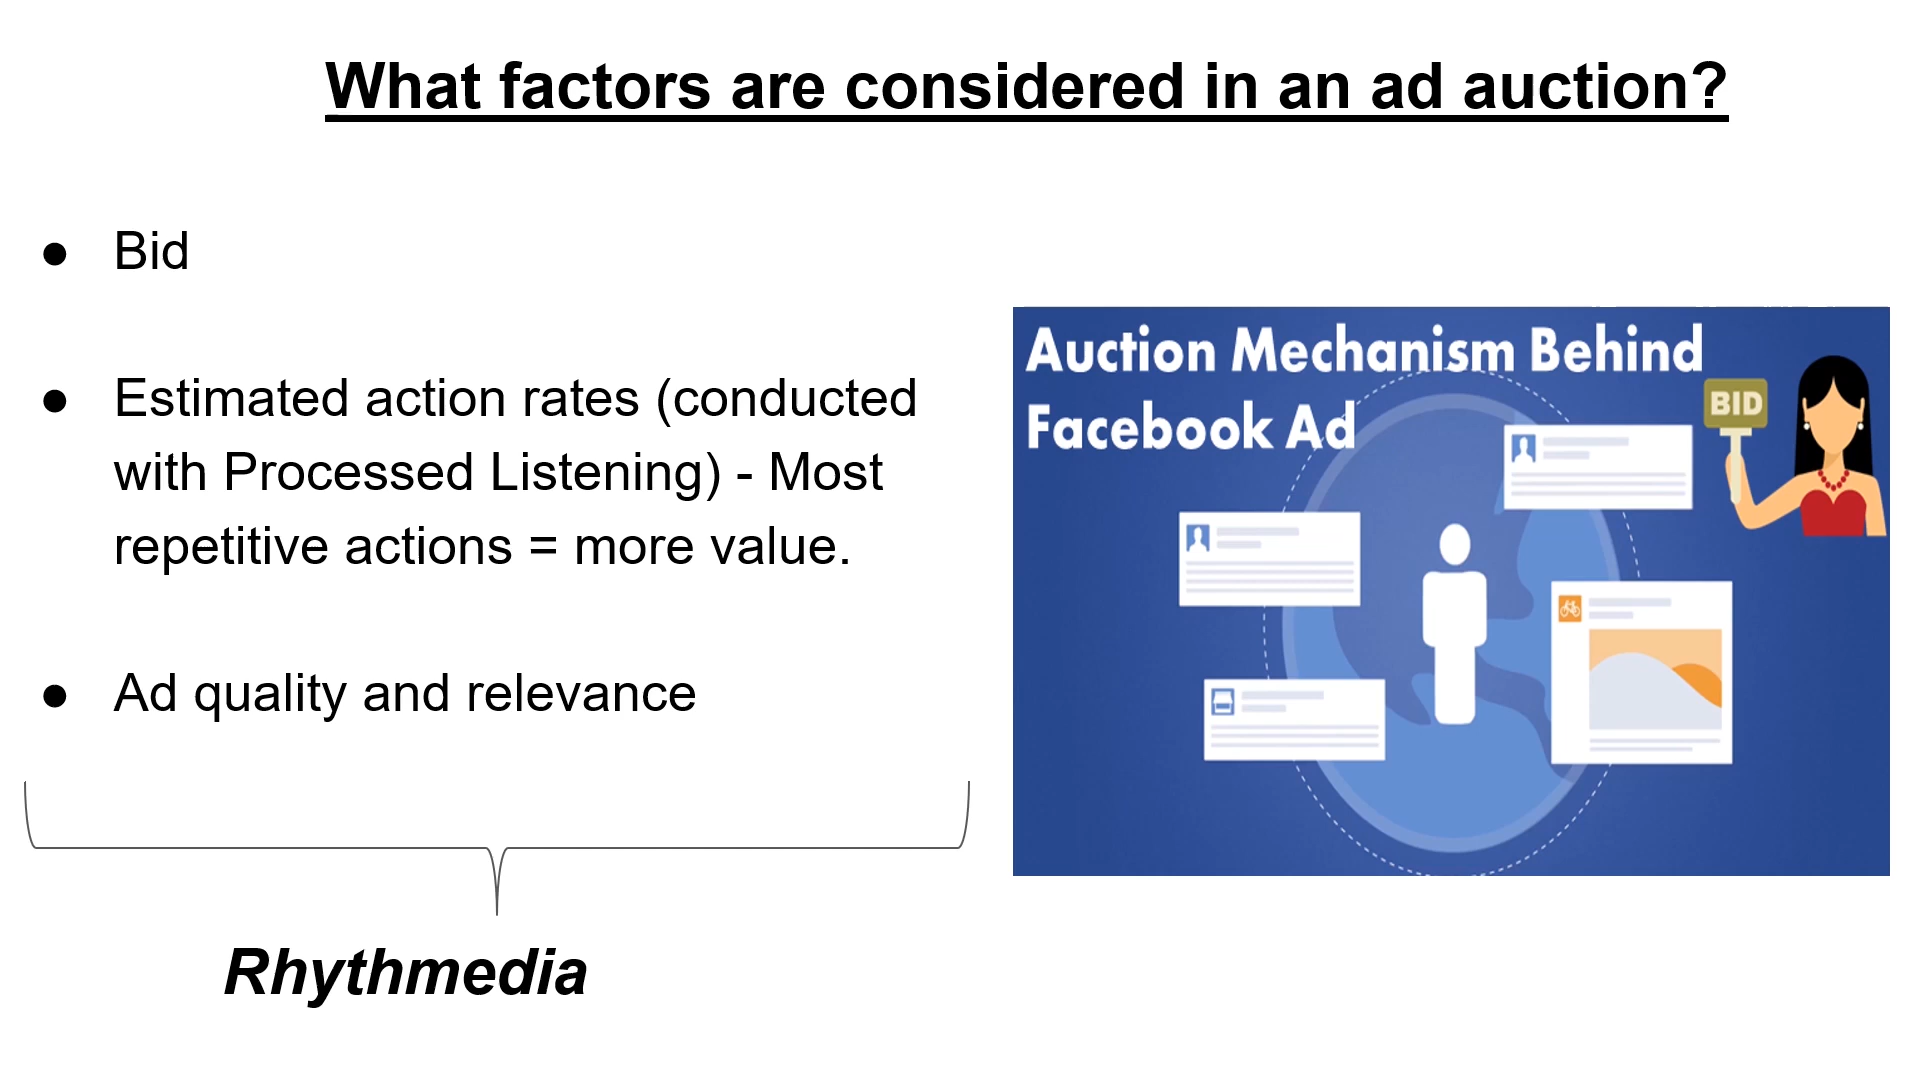 What factors are considered in an ad auction?
● Bid
● Estimated action rates (conducted
with Processed Listening) - Most
repetitive actions = more value.
● Ad quality and relevance
Rhythmedia
Auction Mechanism Behind
Facebook Ad
BID